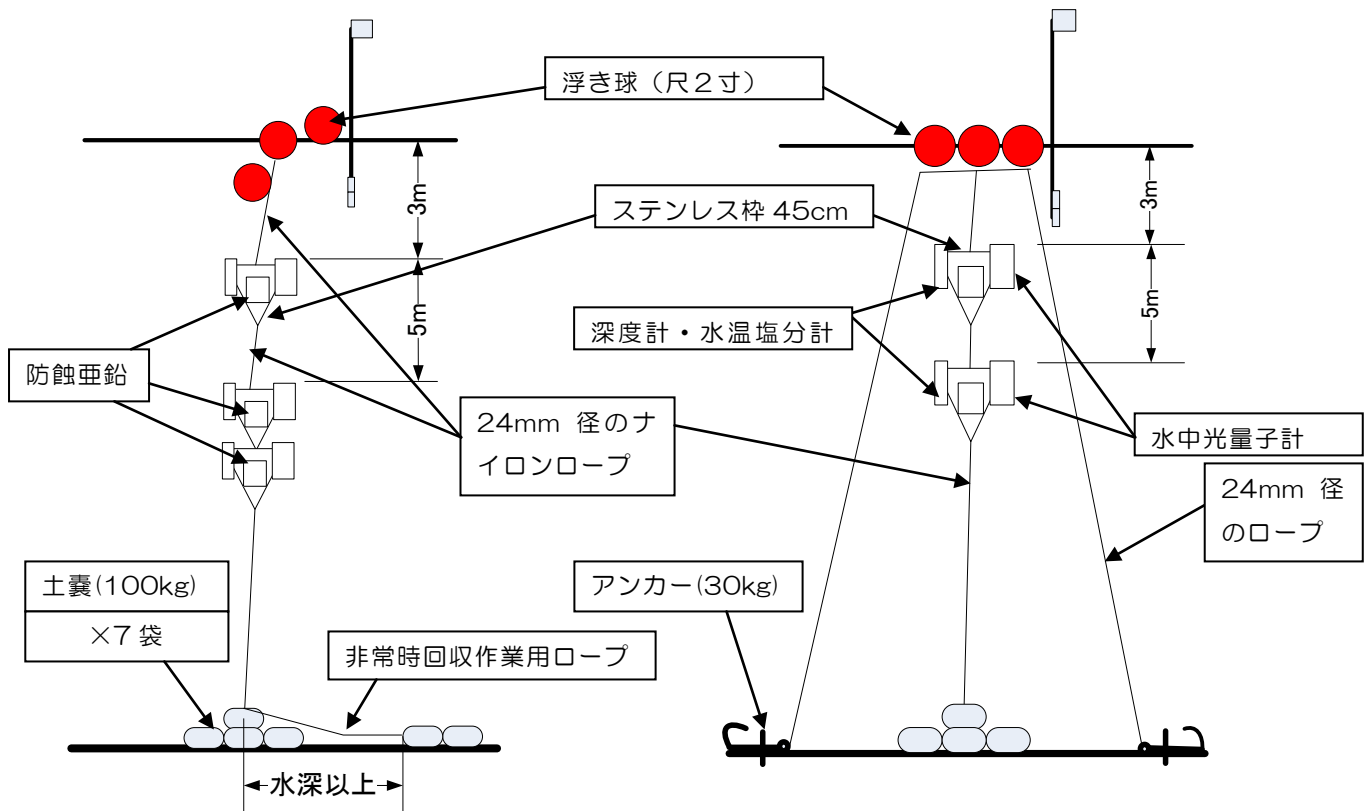 浮き球（尺２寸）
3m
3m
ステンレス枠 45cm
5m
5m
深度計・水温塩分計
防蝕亜鉛
24mm 径のナ
イロンロープ
水中光量子計
24mm 径
のロープ
土嚢(100kg)
×7 袋
アンカー(30kg)
非常時回収作業用ロープ
水深以上